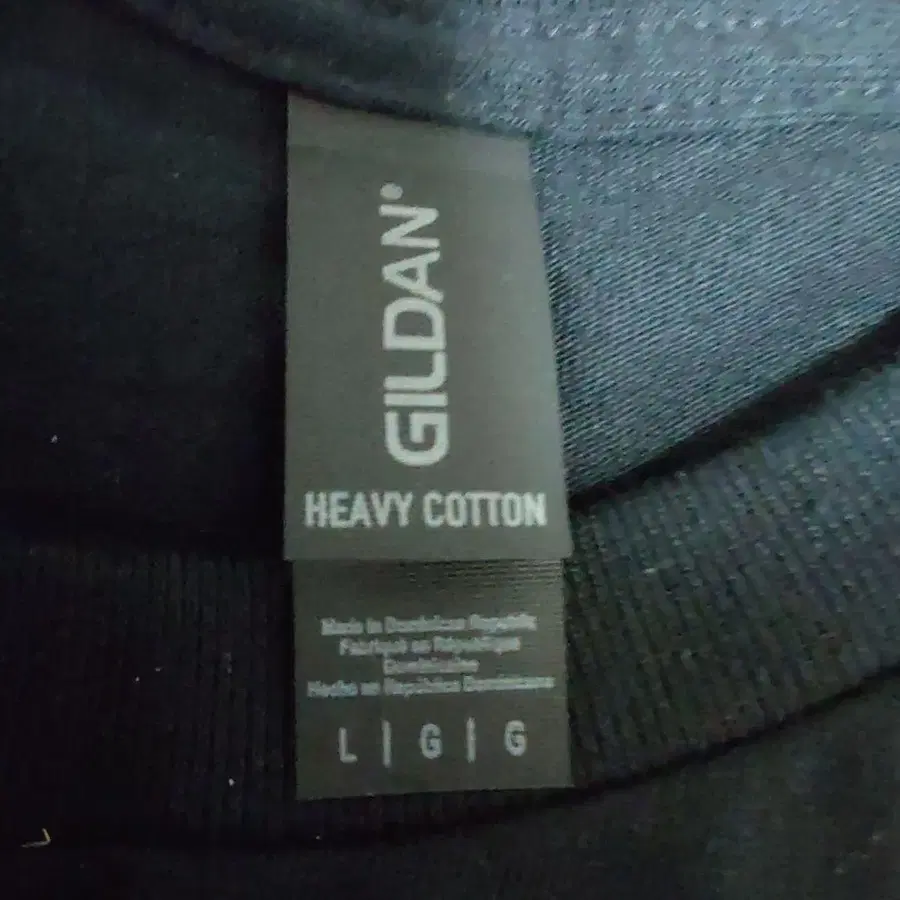 GILDAN®
HEAVY COTTON
Made in Dominican Republic
Fabriqué en République
Dominicaine
Hecho en República Dominicana
L | G | G